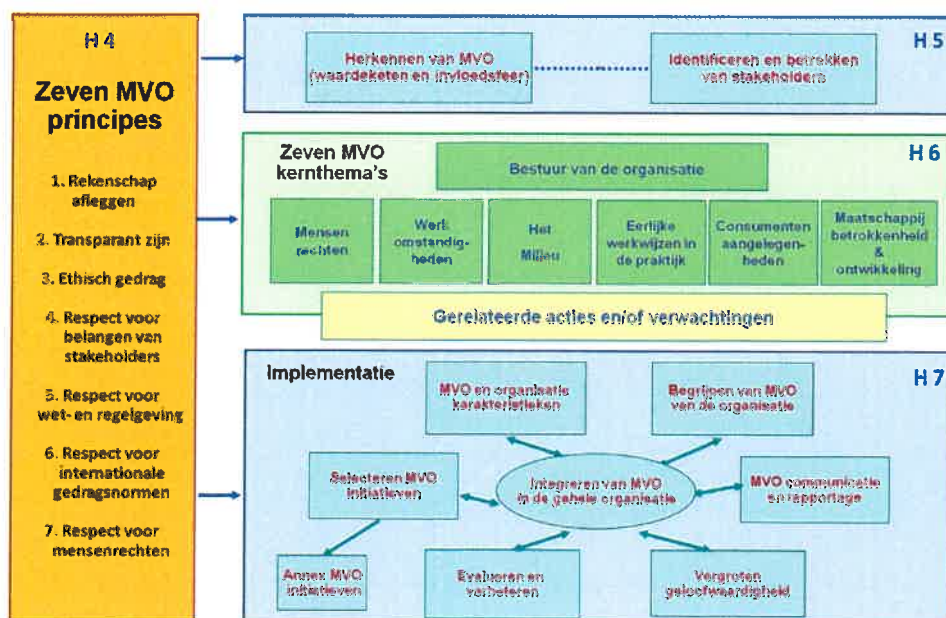 H 4
Zeven MVO
principes
1. Rekenschap
afleggen
2. Transparant zijn
3. Ethisch gedrag
4. Respect voor
belangen van
stakeholders
5. Respect voor
wet- en regelgeving
6. Respect voor
internationale
gedragsnormen
7. Respect voor
mensenrechten
H 5
Herkennen van MVO
(waardeketen en invloedsfeer)
Identificeren en betrekken
van stakeholders
H 6
Zeven MVO
kernthema's
Bestuur van de organisatie
Mensen
rechten
Werk
omstandig-
heden
Het
Milieu
Eerlijke
werkwijzen in
de praktijk
Consumenten
aangelegen-
heden
Maatschappij
betrokkenheid
&
ontwikkeling
Gerelateerde acties en/of verwachtingen
H 7
Implementatie
MVO en organisatie
karakteristieken
Begrijpen van MVO
van de organisatie
Selecteren MVO
initiatieven
Integreren van MVO
in de gehele organisatie
MVO communicatie
en rapportage
Annex MVO
initiatieven
Evalueren en
verbeteren
Vergroten
geloofwaardigheid